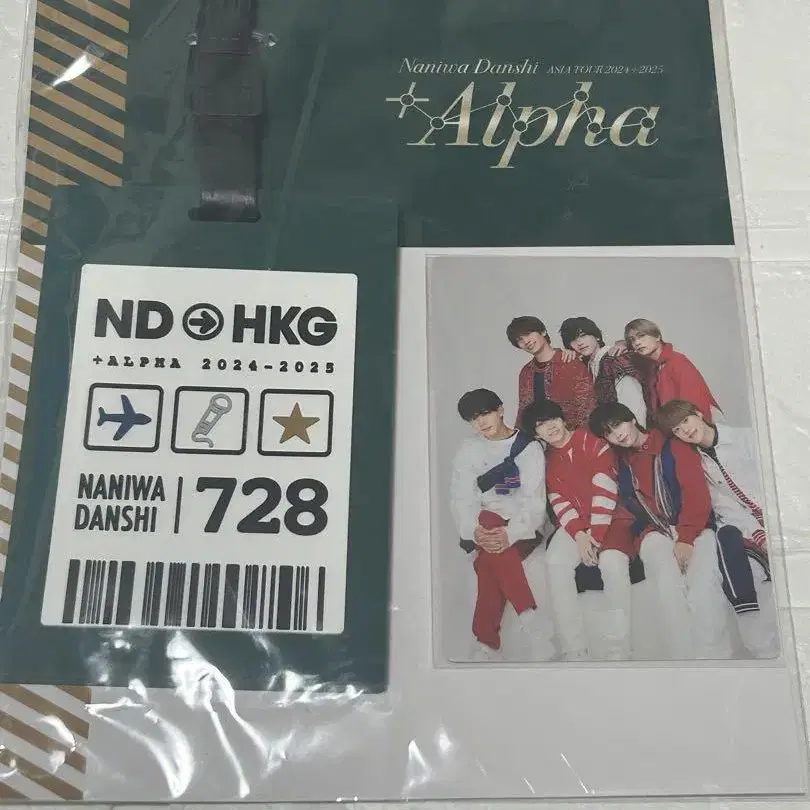 Naniwa Danshi ASIA TOUR 2024+2025
+Alpha
ND HKG
+ALPHA 2024-2025
NANIWA DANSHI | 728